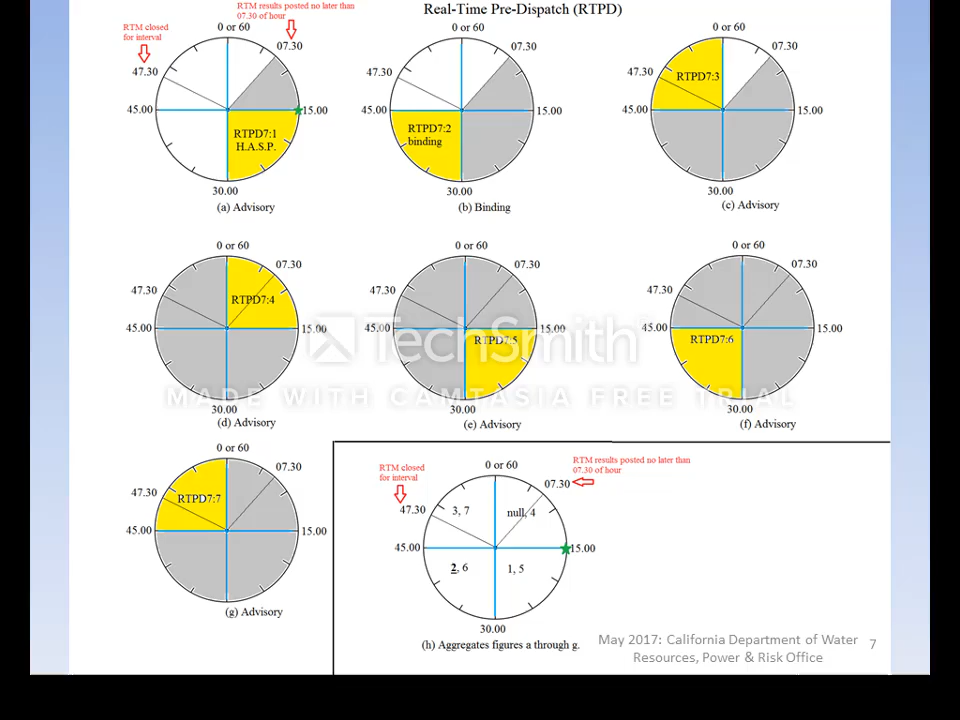 Real-Time Pre-Dispatch (RTPD)
RTM closed
for interval
RTM results posted no later than
07.30 of hour
0 or 60
07.30
47.30
45.00
15.00
RTPD7:1
H.A.S.P.
30.00
(a) Advisory
0 or 60
07.30
47.30
45.00
15.00
RTPD7:2
binding
30.00
(b) Binding
0 or 60
07.30
47.30
RTPD7:3
45.00
15.00
30.00
(c) Advisory
0 or 60
07.30
47.30
RTPD7:4
45.00
15.00
30.00
(d) Advisory
0 or 60
07.30
47.30
45.00
15.00
RTPD7:5
30.00
(e) Advisory
0 or 60
07.30
47.30
45.00
15.00
RTPD7:6
30.00
(f) Advisory
TechSmith
MADE WITH CAMTASIA FREE TRIAL
0 or 60
07.30
47.30
RTPD7:7
45.00
15.00
30.00
(g) Advisory
RTM closed
for interval
RTM results posted no later than
07.30 of hour
0 or 60
07.30
47.30
3, 7
null, 4
45.00
15.00
2, 6
1, 5
30.00
(h) Aggregates figures a through g.
May 2017: California Department of Water
Resources, Power & Risk Office
7